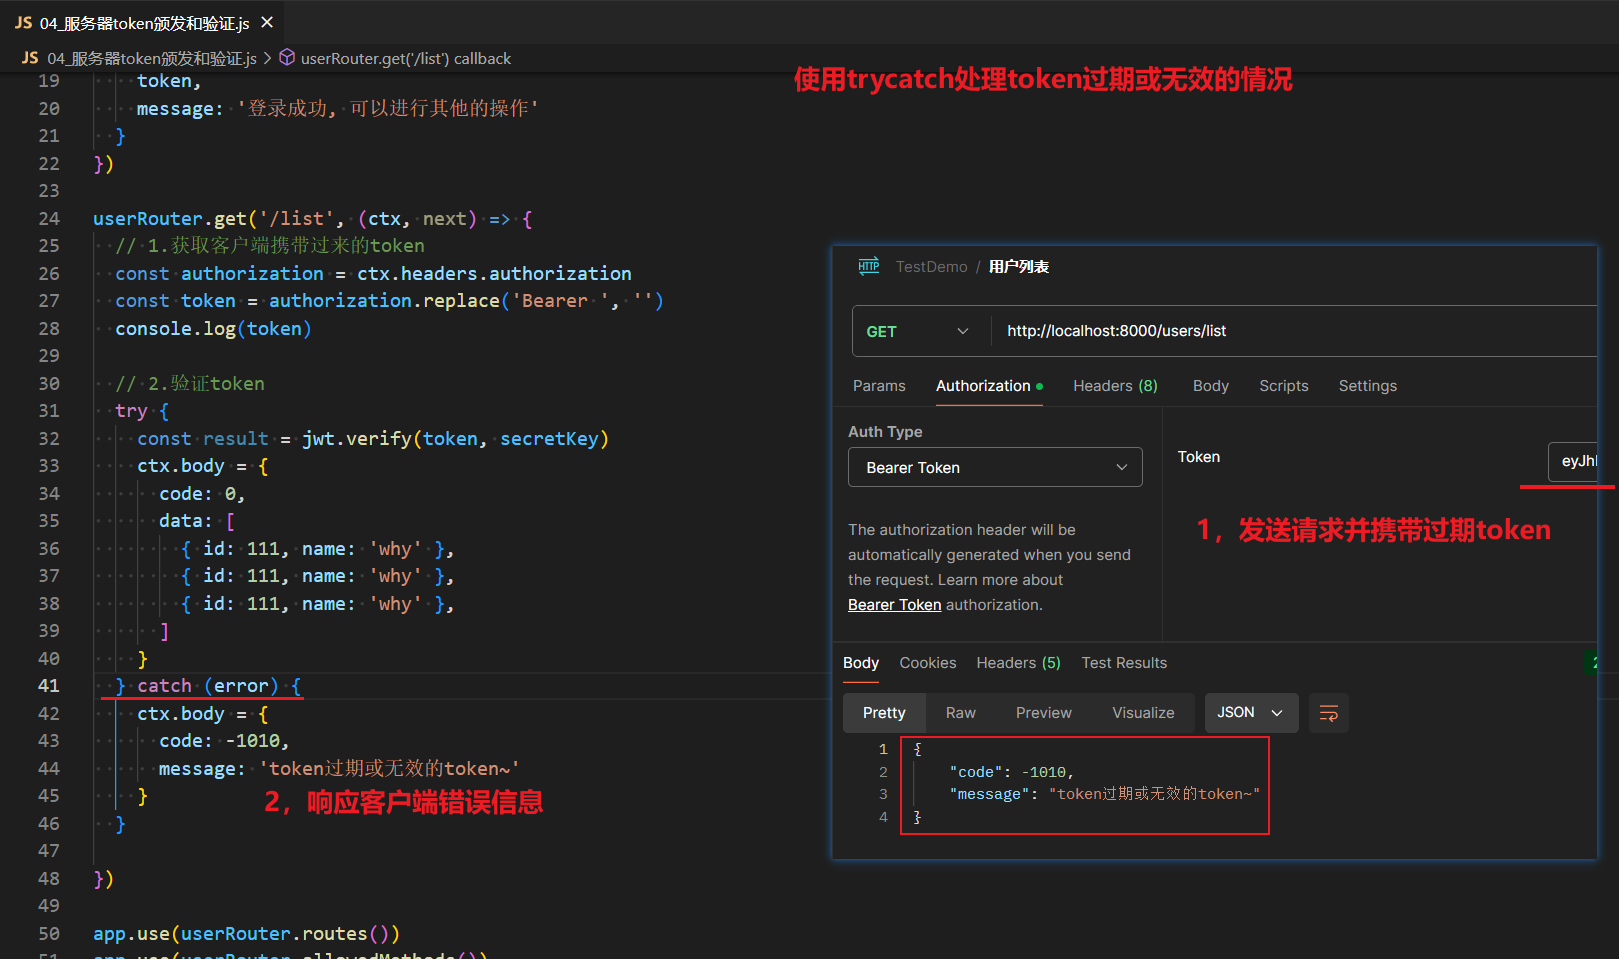 JS 04_服务器token颁发和验证.js ×
JS 04_服务器token颁发和验证.js > userRouter.get('/list') callback
使用trycatch处理token过期或无效的情况
19 token,
20 message: '登录成功, 可以进行其他的操作'
21 }
22 })
23
24 userRouter.get('/list', (ctx, next) => {
25 // 1.获取客户端携带过来的token
26 const authorization = ctx.headers.authorization
27 const token = authorization.replace('Bearer ', '')
28 console.log(token)
29
30 // 2.验证token
31 try {
32 const result = jwt.verify(token, secretKey)
33 ctx.body = {
34 code: 0,
35 data: [
36 { id: 111, name: 'why' },
37 { id: 111, name: 'why' },
38 { id: 111, name: 'why' },
39 ]
40 }
41 } catch (error) {
42 ctx.body = {
43 code: -1010,
44 message: 'token过期或无效的token~'
45 }
2，响应客户端错误信息
46 }
47
48 })
49
50 app.use(userRouter.routes())
51 app.use(userRouter.allowedMethods())
HTTP TestDemo / 用户列表
GET http://localhost:8000/users/list
Params Authorization Headers (8) Body Scripts Settings
Auth Type
Bearer Token
Token eyJh
1，发送请求并携带过期token
The authorization header will be
automatically generated when you send
the request. Learn more about
Bearer Token authorization.
Body Cookies Headers (5) Test Results 2
Pretty Raw Preview Visualize JSON
1 {
2 "code": -1010,
3 "message": "token过期或无效的token~"
4 }